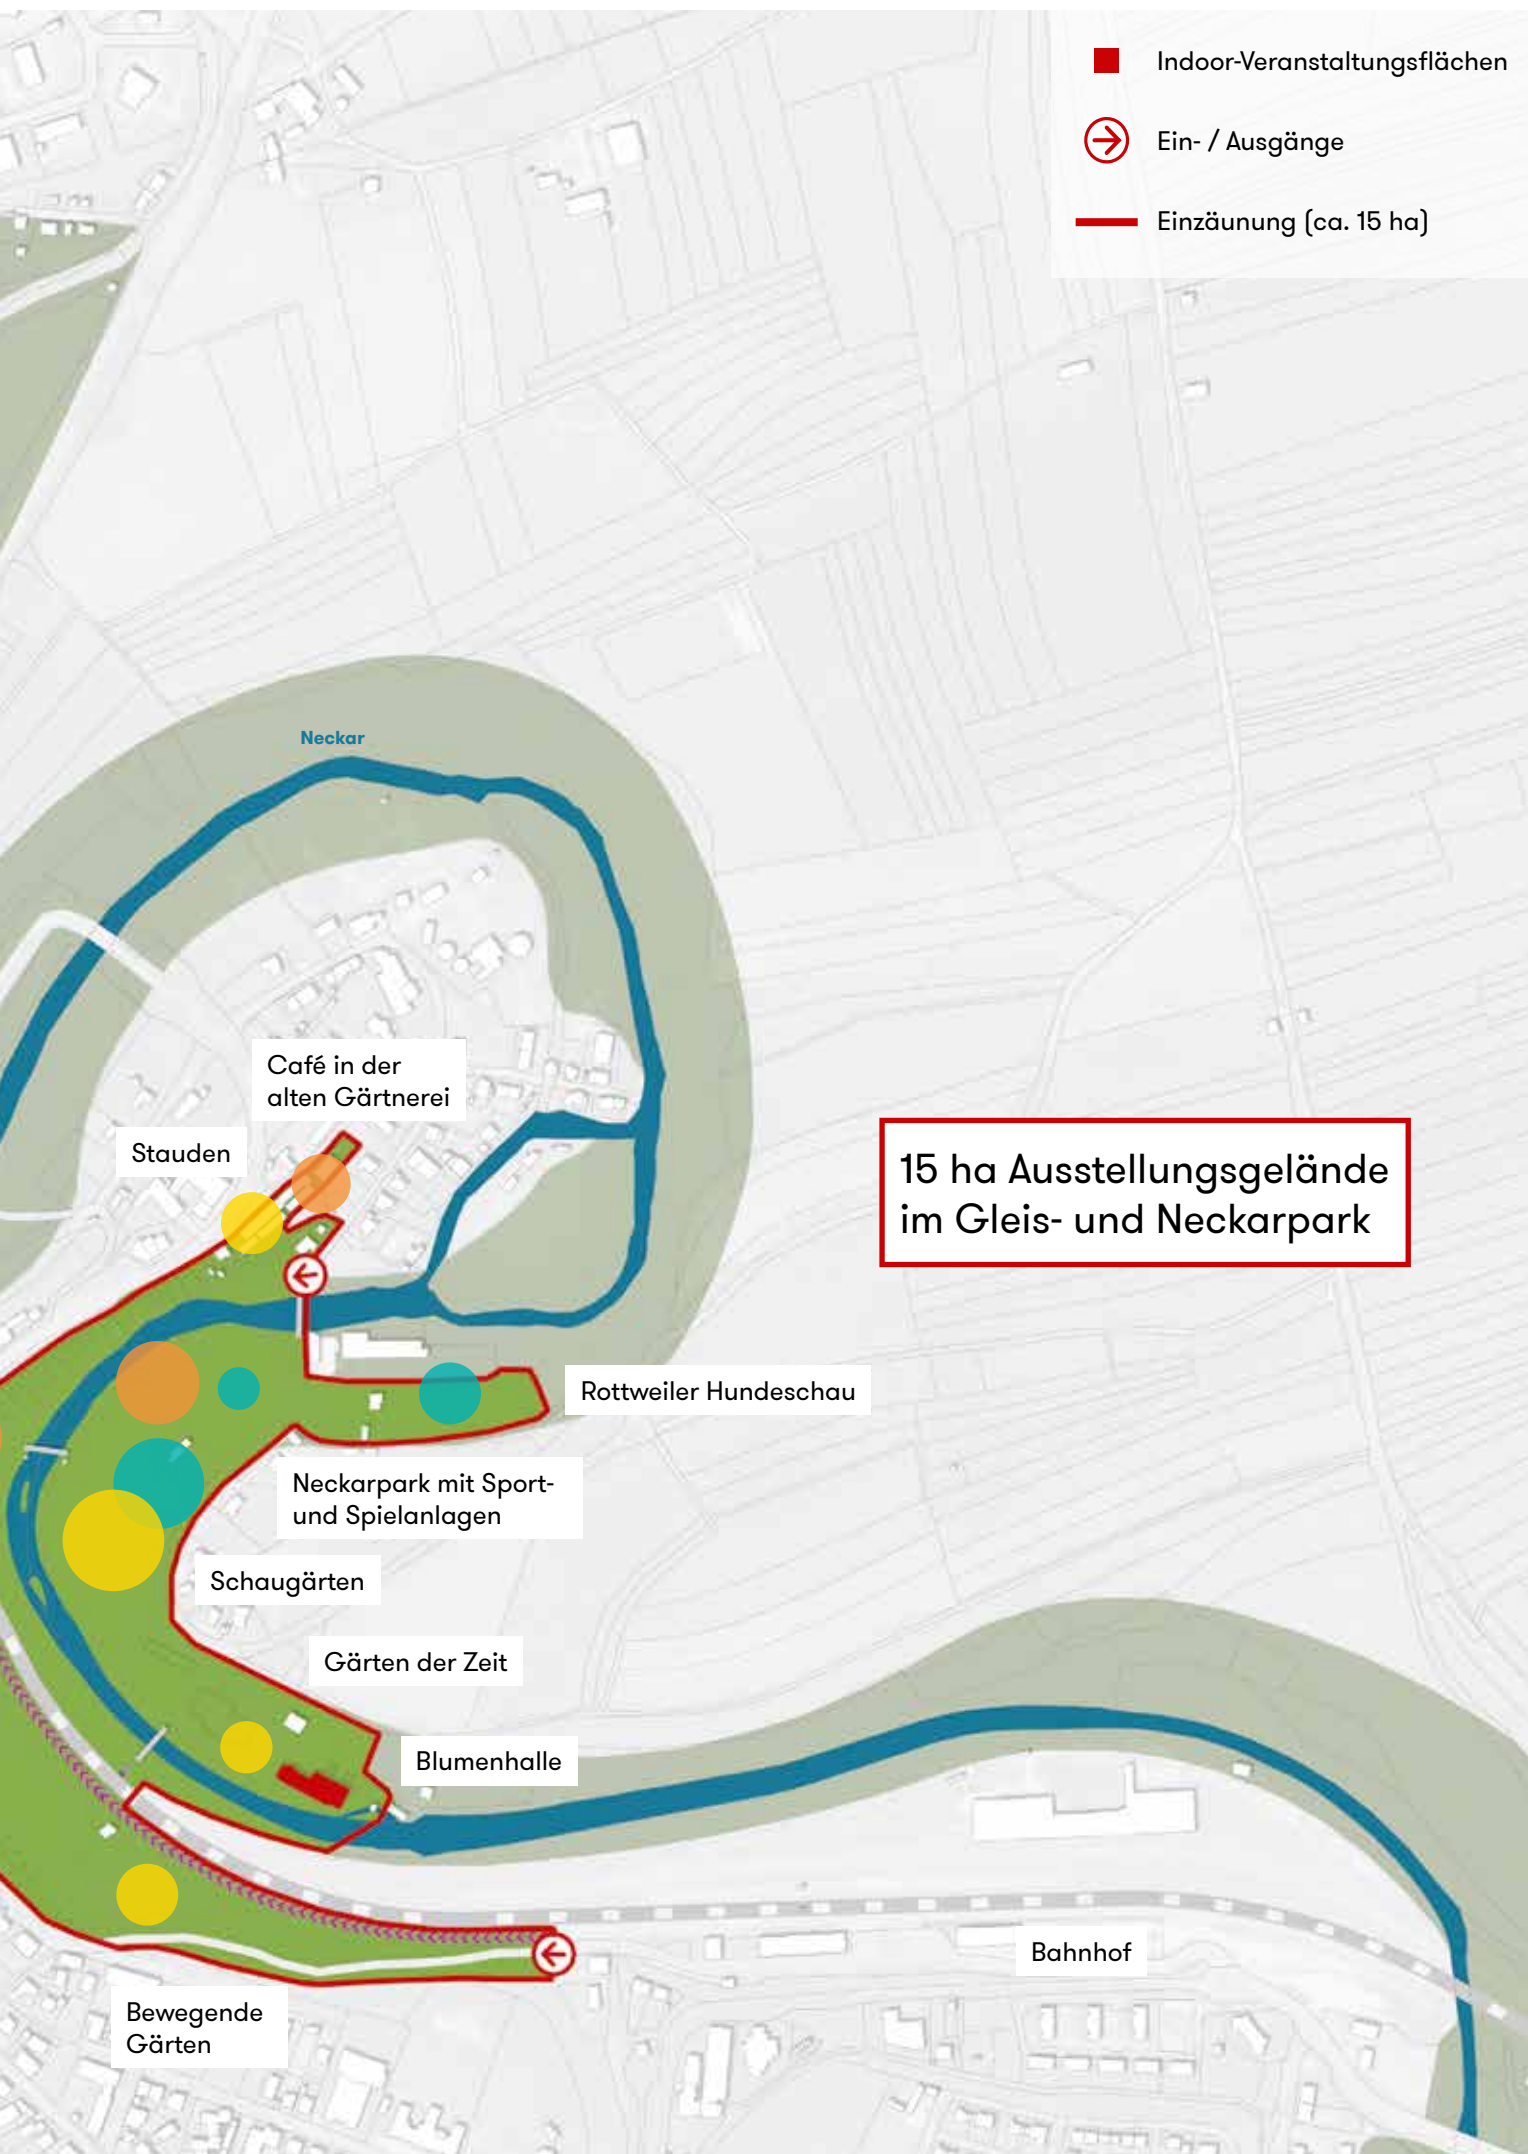 Indoor-Veranstaltungsflächen
Ein- / Ausgänge
Einzäunung (ca. 15 ha)
Neckar
Café in der
alten Gärtnerei
Stauden
15 ha Ausstellungsgelände
im Gleis- und Neckarpark
Rottweiler Hundeschau
Neckarpark mit Sport-
und Spielanlagen
Schaugärten
Gärten der Zeit
Blumenhalle
Bahnhof
Bewegende
Gärten